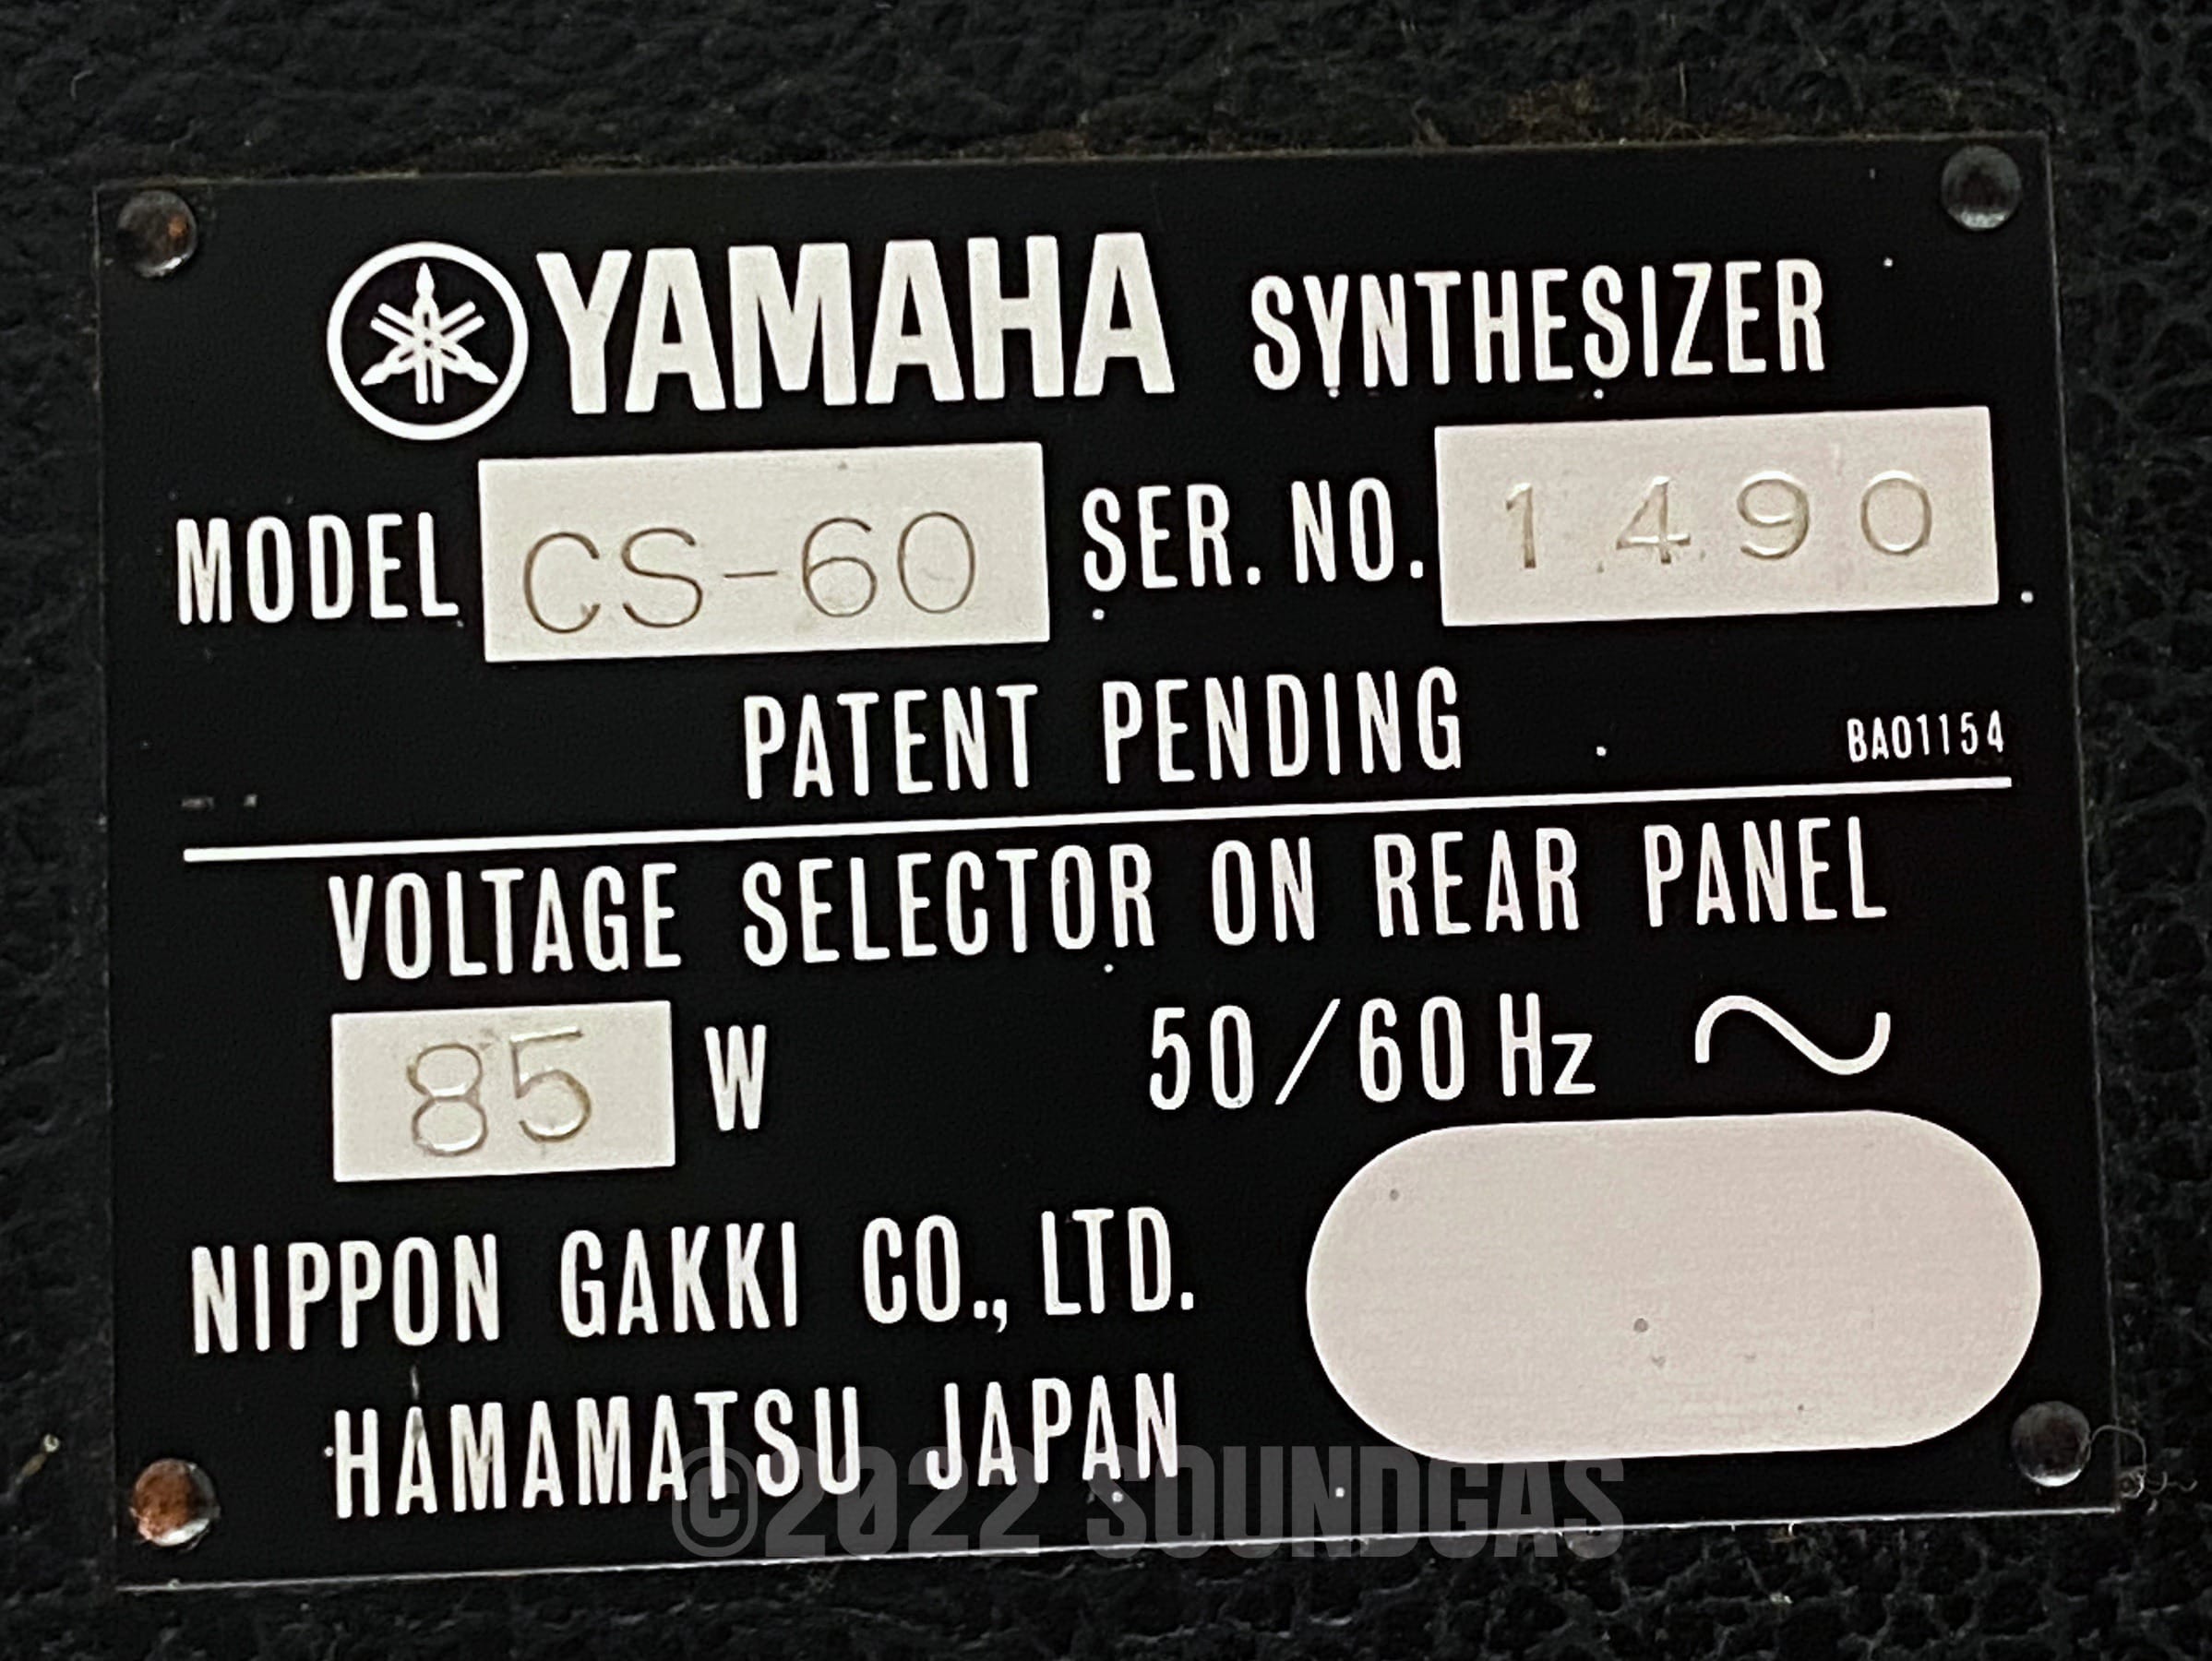 YAMAHA SYNTHESIZER
MODEL CS-60 SER. NO. 1490
PATENT PENDING
BA01154
VOLTAGE SELECTOR ON REAR PANEL
85 W 50/60 Hz ~
NIPPON GAKKI CO., LTD.
HAMAMATSU JAPAN
©2022 SOUNDGAS